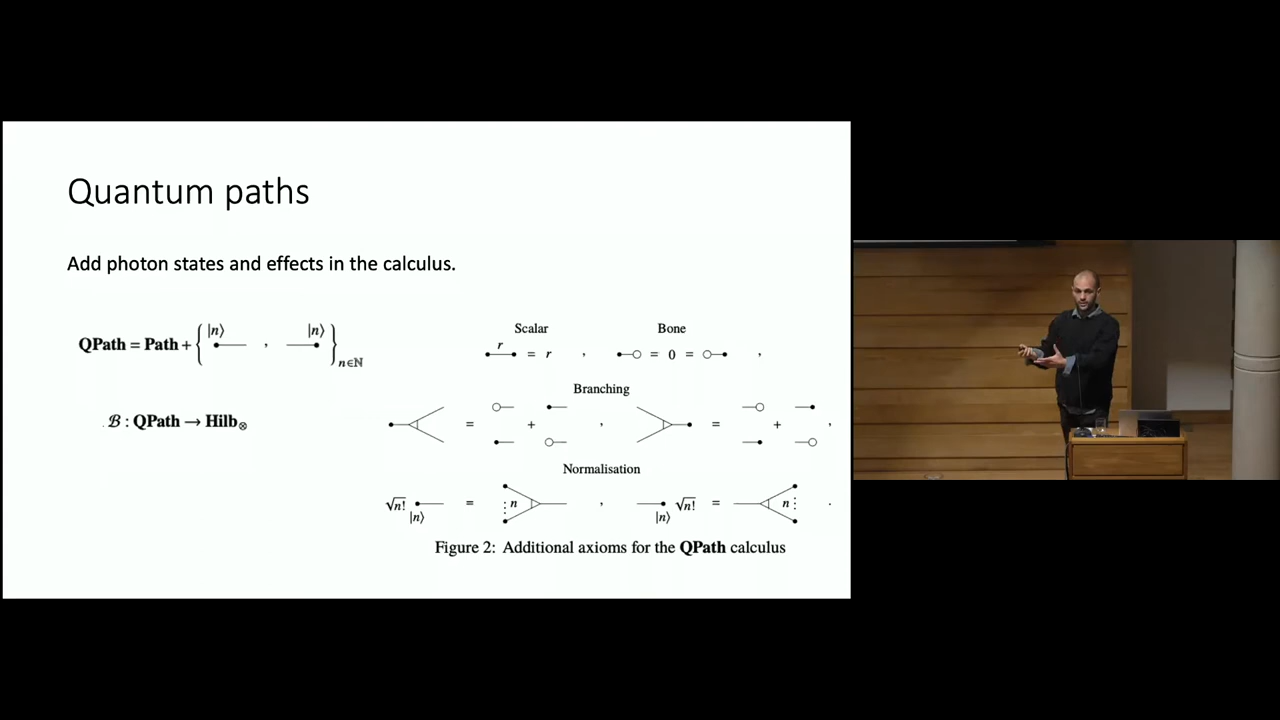 Quantum paths
Add photon states and effects in the calculus.
QPath = Path + { |n⟩ , |n⟩ } n∈ℕ
ℬ : QPath → Hilb⊗
Scalar Bone
r = r , = 0 = ,
Branching
= + , = + ,
Normalisation
√n! |n⟩ = ⋮ n , |n⟩ √n! = n ⋮ .
Figure 2: Additional axioms for the QPath calculus